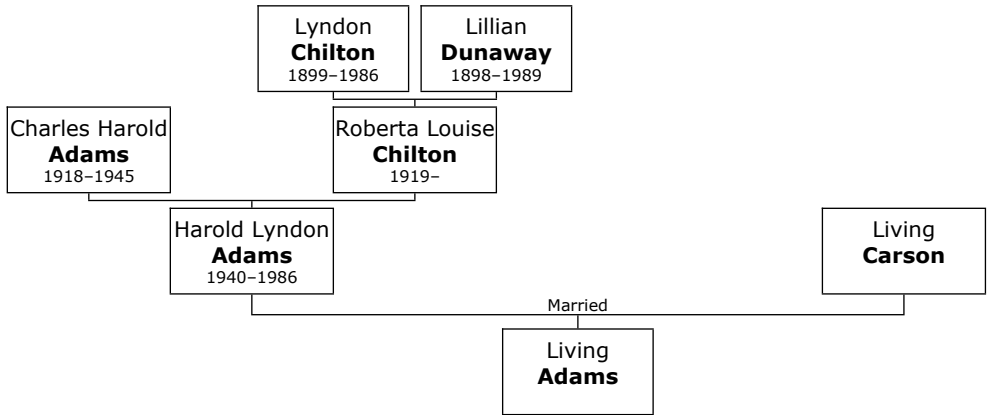 Lyndon
Chilton
1899–1986
Lillian
Dunaway
1898–1989
Charles Harold
Adams
1918–1945
Roberta Louise
Chilton
1919–
Harold Lyndon
Adams
1940–1986
Living
Carson
Married
Living
Adams